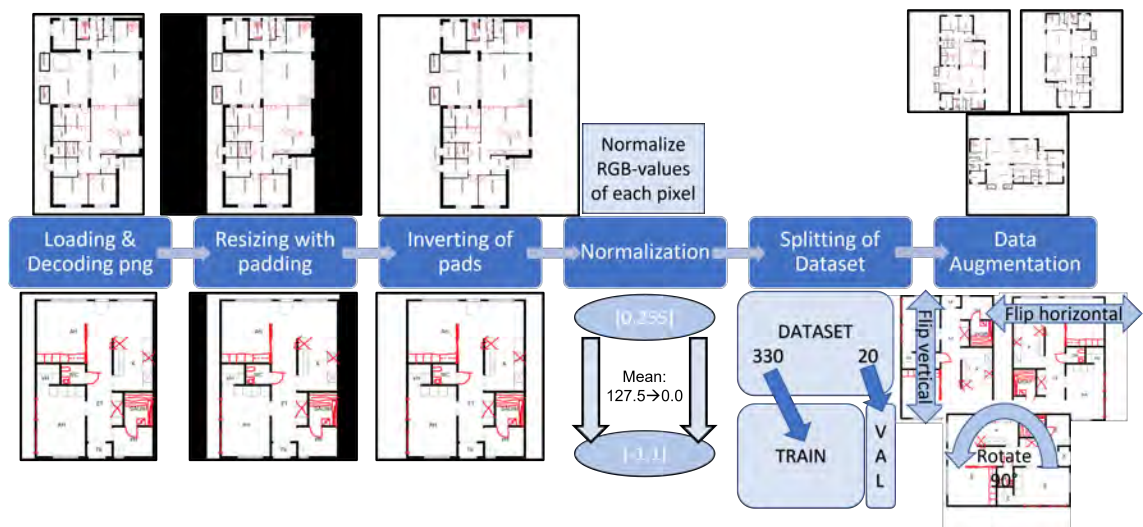 Normalize
RGB-values
of each pixel
Loading &
Decoding png
Resizing with
padding
Inverting of
pads
Normalization
Splitting of
Dataset
Data
Augmentation
[0,255]
Mean:
127.5→0.0
[-1,1]
DATASET
330
20
TRAIN
V
A
L
Flip vertical
Flip horizontal
Rotate
90°